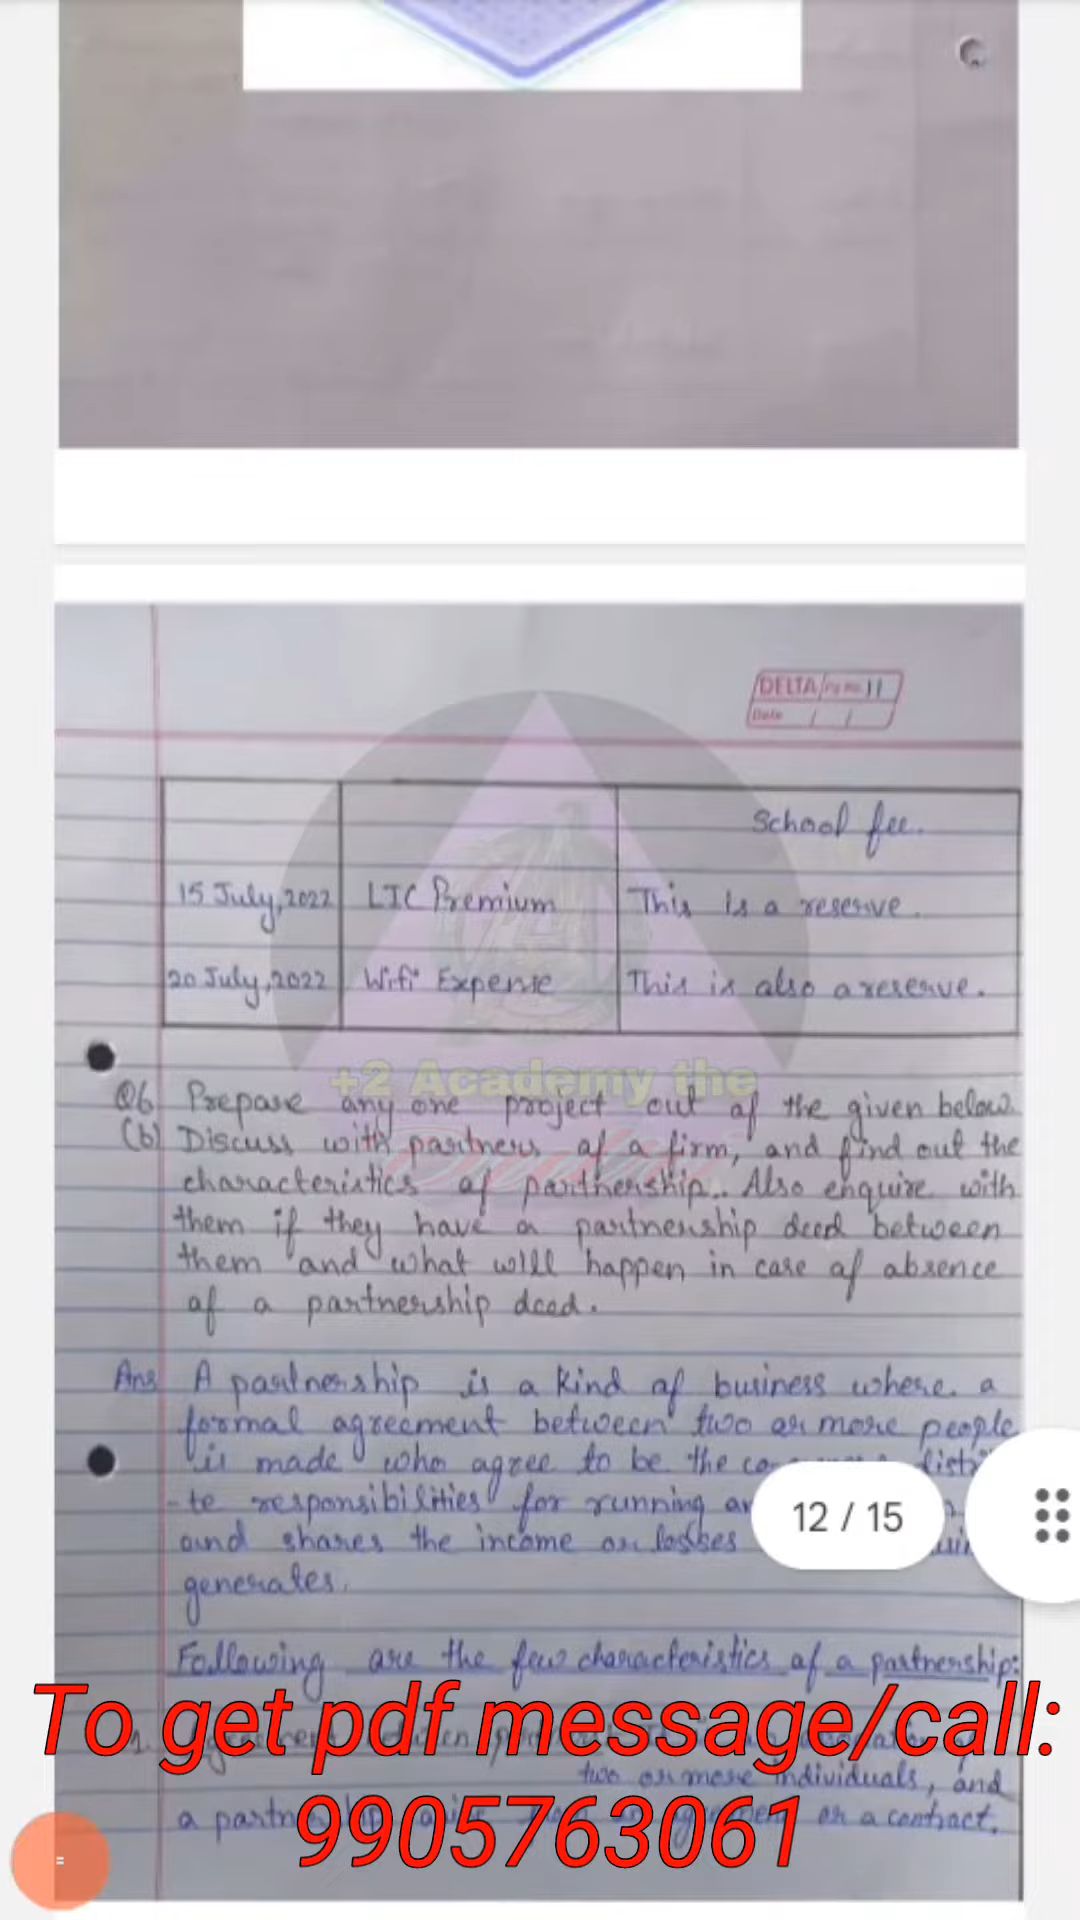 DELTA Pg No. 11
Date / /
School fee.
15 July, 2022 LIC Premium This is a reserve.
20 July, 2022 Wifi Expense This is also a reserve.
+2 Academy the
Q6 Prepare any one project out of the given below.
(b) Discuss with partners of a firm, and find out the
characteristics of partnership. Also enquire with
them if they have a partnership deed between
them and what will happen in case of absence
of a partnership deed.
Ans A partnership is a kind of business where a
formal agreement between two or more people
is made who agree to be the
-te responsibilities for running
and shares the income or losses
generates.
12 / 15
Following are the few characteristics of a partnership:
1.
To get pdf message/call:
two or more individuals, and
a or a contract.
9905763061